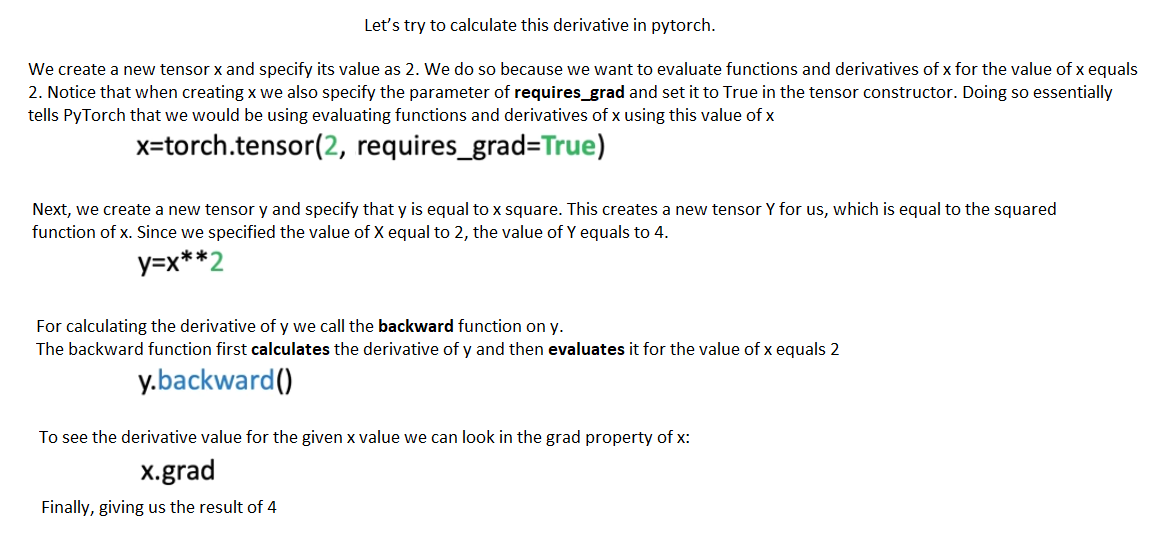 Let's try to calculate this derivative in pytorch.
We create a new tensor x and specify its value as 2. We do so because we want to evaluate functions and derivatives of x for the value of x equals
2. Notice that when creating x we also specify the parameter of requires_grad and set it to True in the tensor constructor. Doing so essentially
tells PyTorch that we would be using evaluating functions and derivatives of x using this value of x
x=torch.tensor(2, requires_grad=True)
Next, we create a new tensor y and specify that y is equal to x square. This creates a new tensor Y for us, which is equal to the squared
function of x. Since we specified the value of X equal to 2, the value of Y equals to 4.
y=x**2
For calculating the derivative of y we call the backward function on y.
The backward function first calculates the derivative of y and then evaluates it for the value of x equals 2
y.backward()
To see the derivative value for the given x value we can look in the grad property of x:
x.grad
Finally, giving us the result of 4